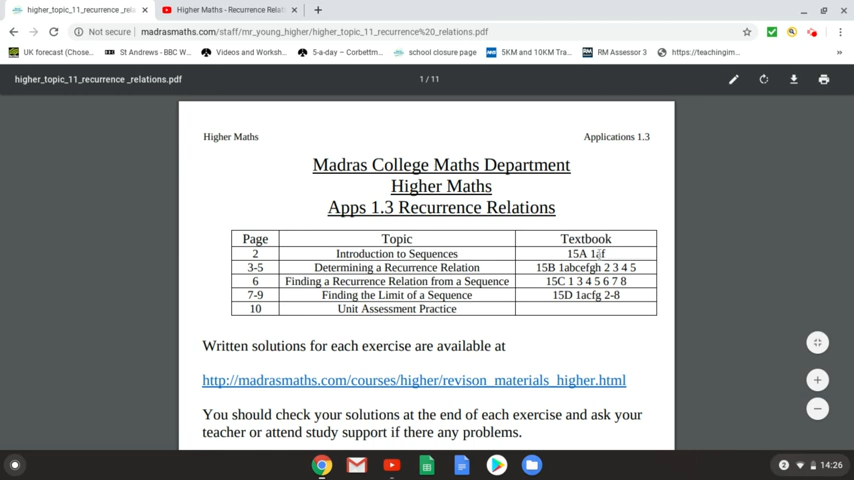 higher_topic_11_recurrence _rela
Higher Maths - Recurrence Relati
Not secure
madrasmaths.com/staff/mr_young_higher/higher_topic_11_recurrence%20_relations.pdf
UK forecast (Chose...
St Andrews - BBC W...
Videos and Worksh...
5-a-day – Corbettm...
school closure page
5KM and 10KM Tra...
RM Assessor 3
https://teachingim...
higher_topic_11_recurrence _relations.pdf
1 / 11
Higher Maths
Applications 1.3
Madras College Maths Department
Higher Maths
Apps 1.3 Recurrence Relations
Page Topic Textbook
2 Introduction to Sequences 15A 1af
3-5 Determining a Recurrence Relation 15B 1abcefgh 2 3 4 5
6 Finding a Recurrence Relation from a Sequence 15C 1 3 4 5 6 7 8
7-9 Finding the Limit of a Sequence 15D 1acfg 2-8
10 Unit Assessment Practice
Written solutions for each exercise are available at
http://madrasmaths.com/courses/higher/revison_materials_higher.html
You should check your solutions at the end of each exercise and ask your
teacher or attend study support if there any problems.
2
14:26